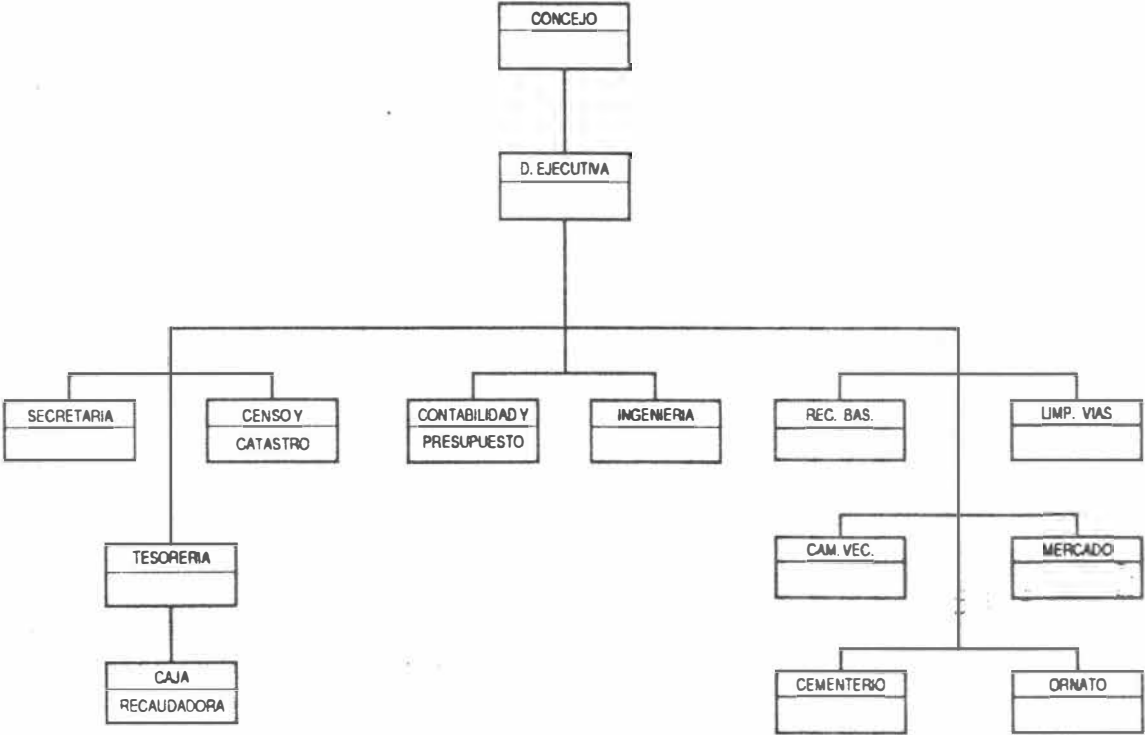 CONCEJO
D. EJECUTIVA
SECRETARIA
CENSO Y
CATASTRO
CONTABILIDAD Y
PRESUPUESTO
INGENIERIA
REC. BAS.
LIMP. VIAS
TESORERIA
CAM. VEC.
MERCADO
CAJA
RECAUDADORA
CEMENTERIO
ORNATO